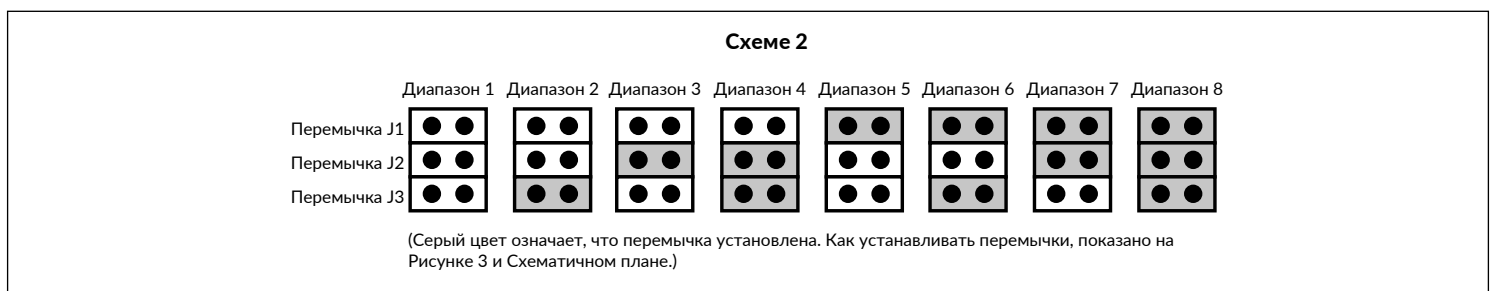 Схеме 2
Диапазон 1 Диапазон 2 Диапазон 3 Диапазон 4 Диапазон 5 Диапазон 6 Диапазон 7 Диапазон 8
Перемычка J1
Перемычка J2
Перемычка J3
(Серый цвет означает, что перемычка установлена. Как устанавливать перемычки, показано на
Рисунке 3 и Схематичном плане.)